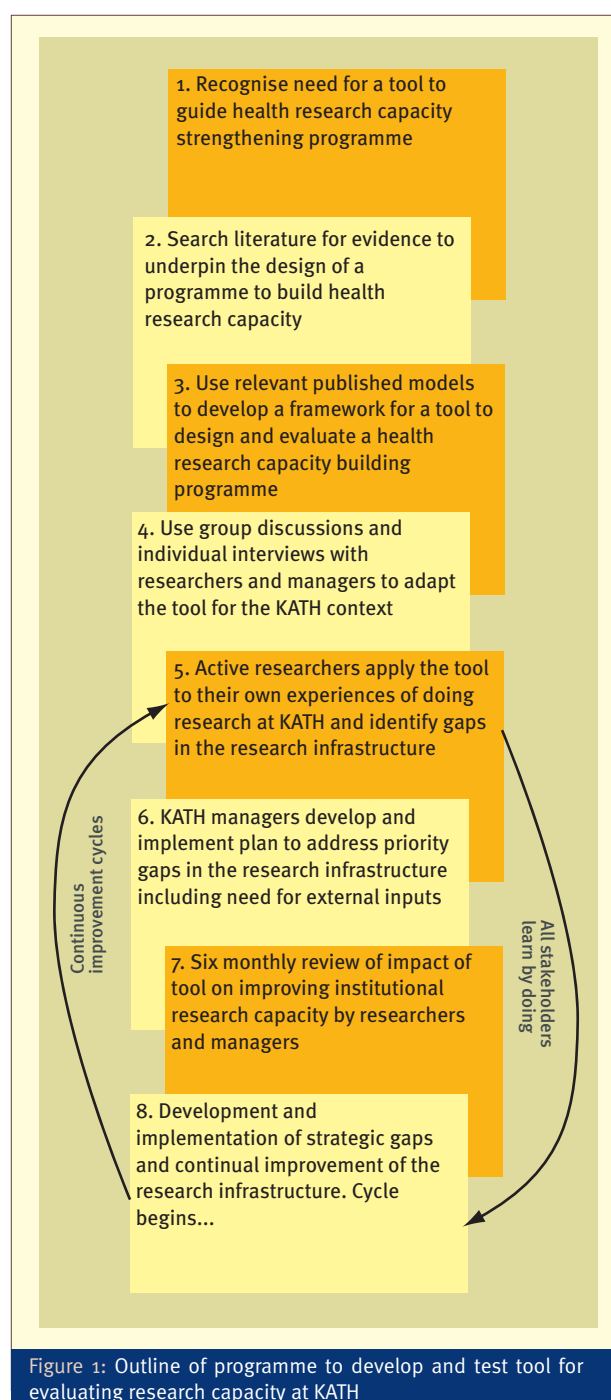 1. Recognise need for a tool to
guide health research capacity
strengthening programme
2. Search literature for evidence to
underpin the design of a
programme to build health
research capacity
3. Use relevant published models
to develop a framework for a tool to
design and evaluate a health
research capacity building
programme
4. Use group discussions and
individual interviews with
researchers and managers to adapt
the tool for the KATH context
5. Active researchers apply the tool
to their own experiences of doing
research at KATH and identify gaps
in the research infrastructure
6. KATH managers develop and
implement plan to address priority
gaps in the research infrastructure
including need for external inputs
7. Six monthly review of impact of
tool on improving institutional
research capacity by researchers
and managers
8. Development and
implementation of strategic gaps
and continual improvement of the
research infrastructure. Cycle
begins...
Continuous
improvement cycles
All stakeholders
learn by doing
Figure 1: Outline of programme to develop and test tool for
evaluating research capacity at KATH